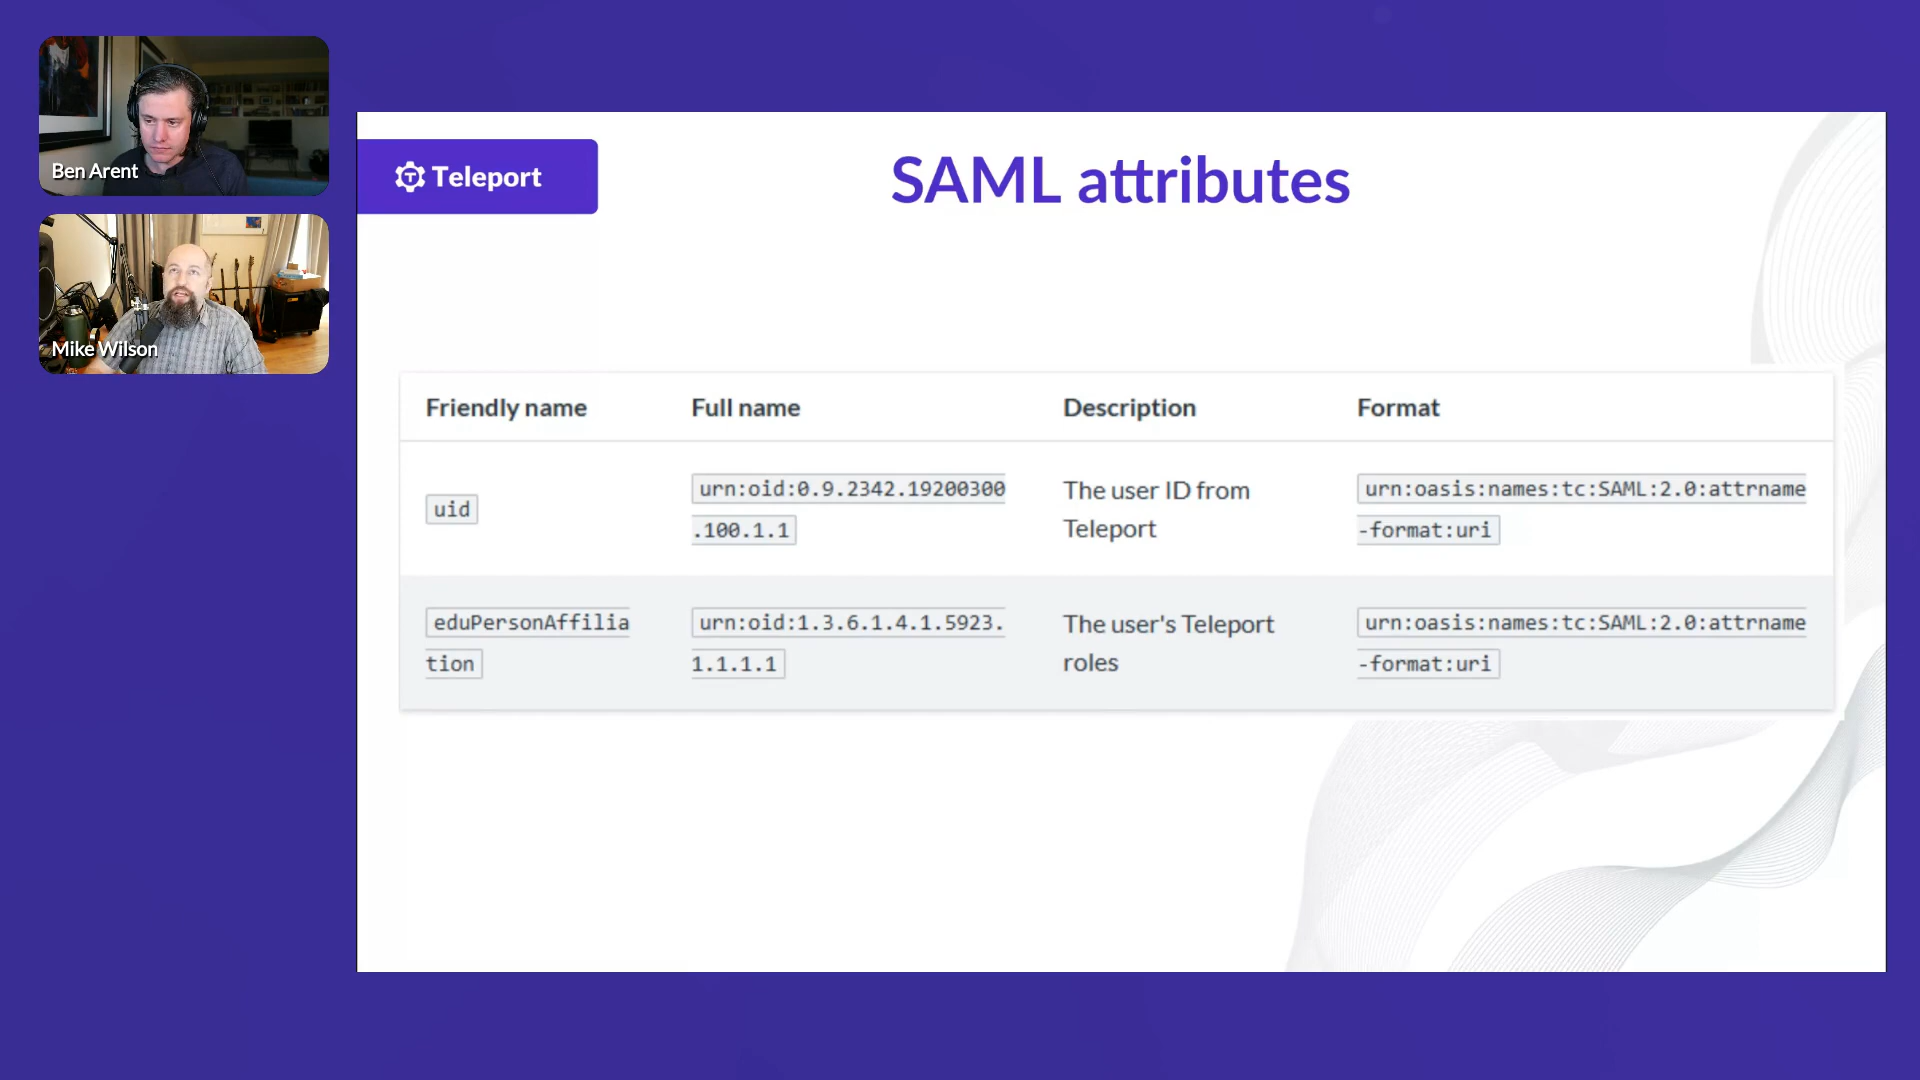 Ben Arent
Mike Wilson
Teleport
SAML attributes
Friendly name Full name Description Format
uid
urn:oid:0.9.2342.19200300
.100.1.1
The user ID from
Teleport
urn:oasis:names:tc:SAML:2.0:attrname
-format:uri
eduPersonAffilia
tion
urn:oid:1.3.6.1.4.1.5923.
1.1.1.1
The user's Teleport
roles
urn:oasis:names:tc:SAML:2.0:attrname
-format:uri